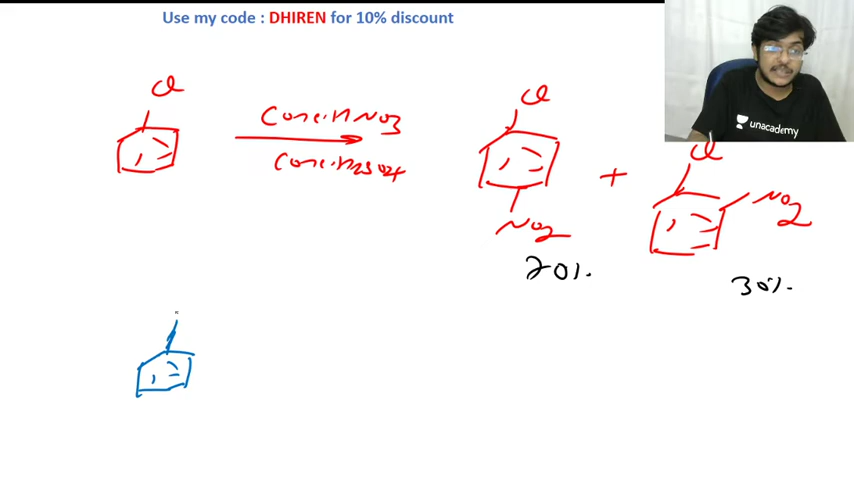 Use my code : DHIREN for 10% discount
unacademy
Cl
Conc. HNO3
Conc. H2SO4
Cl
NO2
70%.
+
Cl
NO2
30%.